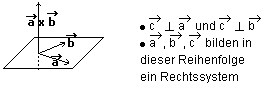 a⃗ x b⃗
b⃗
a⃗
● c⃗ ⊥ a⃗ und c⃗ ⊥ b⃗
● a⃗, b⃗, c⃗ bilden in
dieser Reihenfolge
ein Rechtssystem